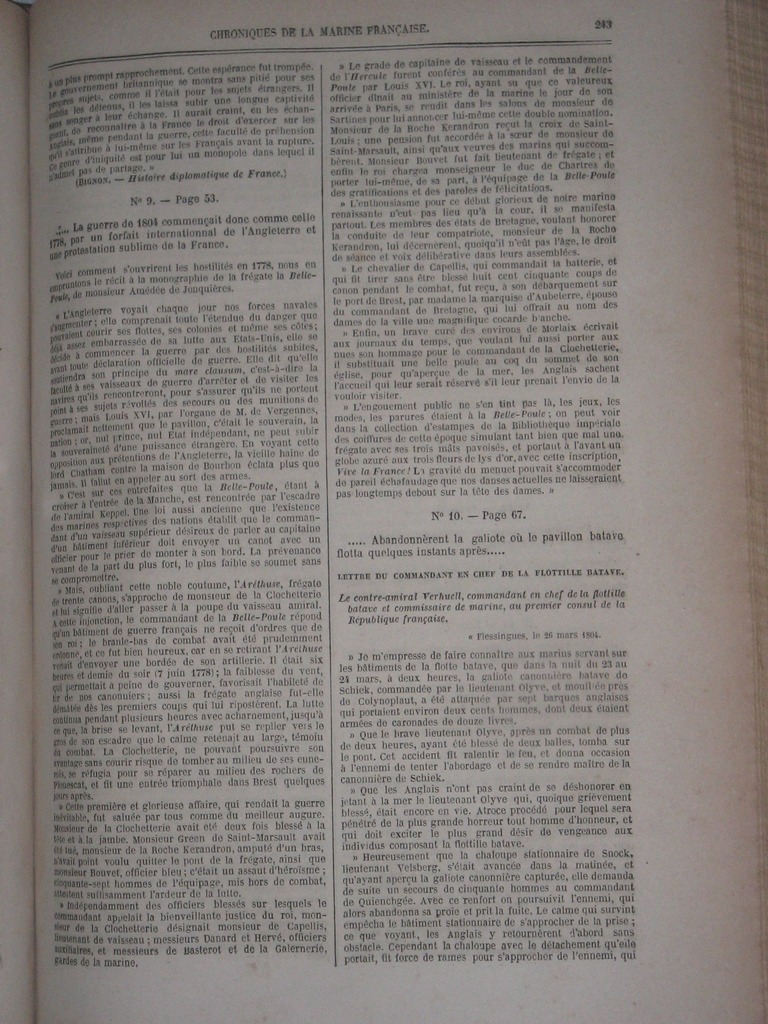 CHRONIQUES DE LA MARINE FRANÇAISE.
243
un plus prompt rapprochement. Cette espérance fut trompée.
Le gouvernement britannique se montra sans pitié pour ses
propres sujets, comme il l'était pour les sujets étrangers. Il
oublia les détenus, il les laissa subir une longue captivité
sans songer à leur échange. Il aurait craint, en les échan-
de reconnaître à la France le droit d'exercer sur les
Anglais, même pendant la guerre, cette faculté de préhension
qu'il s'attribue à lui-même sur les Français avant la rupture.
Ce genre d'iniquité est pour lui un monopole dans lequel il
n'admet pas de partage. »
(BIGNON. — Histoire diplomatique de France.)
N° 9. — Page 53.
..... La guerre de 1804 commençait donc comme celle
1778, par un forfait international de l'Angleterre et
une protestation sublime de la France.
Voici comment s'ouvrirent les hostilités en 1778, nous en
empruntons le récit à la monographie de la frégate la Belle-
Poule, de monsieur Amédée de Jonquières.
« L'Angleterre voyait chaque jour nos forces navales
s'augmenter ; elle comprenait toute l'étendue du danger que
pouvaient courir ses flottes, ses colonies et même ses côtes ;
déjà assez embarrassée de sa lutte aux Etats-Unis, elle se
décide à commencer la guerre par des hostilités subites,
avant toute déclaration officielle de guerre. Elle dit qu'elle
soutiendra son principe du mare clausum, c'est-à-dire la
faculté à ses vaisseaux de guerre d'arrêter et de visiter les
navires qu'ils rencontreront, pour s'assurer qu'ils ne portent
point à ses sujets révoltés des secours ou des munitions de
guerre ; mais Louis XVI, par l'organe de M. de Vergennes,
proclamait nettement que le pavillon, c'était le souverain, la
nation ; or, nul prince, nul Etat indépendant, ne peut subir
la souveraineté d'une puissance étrangère. En voyant cette
opposition aux prétentions de l'Angleterre, la vieille haine de
lord Chatham contre la maison de Bourbon éclata plus que
jamais, il fallut en appeler au sort des armes.
» C'est sur ces entrefaites que la Belle-Poule, étant à
croiser à l'entrée de la Manche, est rencontrée par l'escadre
de l'amiral Keppel. Une loi aussi ancienne que l'existence
des marines respectives des nations établit que le comman-
dant d'un vaisseau supérieur désireux de parler au capitaine
d'un bâtiment inférieur doit envoyer un canot avec un
officier pour le prier de monter à son bord. La prévenance
venant de la part du plus fort, le plus faible se soumet sans
se compromettre.
» Mais, oubliant cette noble coutume, l'Aréthuse, frégate
de trente canons, s'approche de monsieur de la Clochetterie
et lui signifie d'aller passer à la poupe du vaisseau amiral.
A cette injonction, le commandant de la Belle-Poule répond
qu'un bâtiment de guerre français ne reçoit d'ordres que de
son roi ; le branle-bas de combat avait été prudemment
ordonné, et ce fut bien heureux, car en se retirant l'Aréthuse
venait d'envoyer une bordée de son artillerie. Il était six
heures et demie du soir (7 juin 1778) ; la faiblesse du vent,
qui permettait à peine de gouverner, favorisait l'habileté de
tir de nos canonniers ; aussi la frégate anglaise fut-elle
démâtée dès les premiers coups qui lui ripostèrent. La lutte
continua pendant plusieurs heures avec acharnement, jusqu'à
ce que, la brise se levant, l'Aréthuse put se replier vers le
gros de son escadre que le calme retenait au large, témoin
du combat. La Clochetterie, ne pouvant poursuivre son
avantage sans courir risque de tomber au milieu de ses enne-
mis, se réfugia pour se réparer au milieu des rochers de
Plouescat, et fit une entrée triomphale dans Brest quelques
jours après.
» Cette première et glorieuse affaire, qui rendait la guerre
inévitable, fut saluée par tous comme du meilleur augure.
Monsieur de la Clochetterie avait été deux fois blessé à la
tête et à la jambe. Monsieur Green de Saint-Marsault avait
été tué, monsieur de la Roche Kerandron, amputé d'un bras,
n'avait point voulu quitter le pont de la frégate, ainsi que
monsieur Bouvet, officier bleu ; c'était un assaut d'héroïsme ;
cinquante-sept hommes de l'équipage, mis hors de combat,
attestent suffisamment l'ardeur de la lutte.
» Indépendamment des officiers blessés sur lesquels le
commandant appelait la bienveillante justice du roi, mon-
sieur de la Clochetterie désignait monsieur de Capellis,
lieutenant de vaisseau ; messieurs Danard et Hervé, officiers
auxiliaires, et messieurs de Basterot et de la Galernerie,
gardes de la marine.
» Le grade de capitaine de vaisseau et le commandement
de l'Hercule furent conférés au commandant de la Belle-
Poule par Louis XVI. Le roi, ayant su que ce valeureux
officier dînait au ministère de la marine le jour de son
arrivée à Paris, se rendit dans les salons de monsieur de
Sartines pour lui annoncer lui-même cette double nomination.
Monsieur de la Roche Kerandron reçut la croix de Saint-
Louis ; une pension fut accordée à la sœur de monsieur de
Saint-Marsault, ainsi qu'aux veuves des marins qui succom-
bèrent. Monsieur Bouvet fut fait lieutenant de frégate ; et
enfin le roi chargea monseigneur le duc de Chartres de
porter lui-même, de sa part, à l'équipage de la Belle-Poule
des gratifications et des paroles de félicitations.
» L'enthousiasme pour ce début glorieux de notre marine
renaissante n'eut pas lieu qu'à la cour, il se manifesta
partout. Les membres des états de Bretagne, voulant honorer
la conduite de leur compatriote, monsieur de la Roche
Kerandron, lui décernèrent, quoiqu'il n'eût pas l'âge, le droit
de séance et voix délibérative dans leurs assemblées.
» Le chevalier de Capellis, qui commandait la batterie, et
qui fit tirer sans être blessé huit cent cinquante coups de
canon pendant le combat, fut reçu, à son débarquement sur
le port de Brest, par madame la marquise d'Aubeterre, épouse
du commandant de Bretagne, qui lui offrait au nom des
dames de la ville une magnifique cocarde blanche.
» Enfin, un brave curé des environs de Morlaix écrivait
aux journaux du temps, que voulant lui aussi porter aux
nues son hommage pour le commandant de la Clochetterie,
il substituait une belle poule au coq du sommet de son
église, pour qu'aperçue de la mer, les Anglais sachent
l'accueil qui leur serait réservé s'il leur prenait l'envie de la
vouloir visiter.
» L'engouement public ne s'en tint pas là, les jeux, les
modes, les parures étaient à la Belle-Poule ; on peut voir
dans la collection d'estampes de la Bibliothèque impériale
des coiffures de cette époque simulant tant bien que mal une
frégate avec ses trois mâts pavoisés, et portant à l'avant un
globe azuré aux trois fleurs de lys d'or, avec cette inscription,
Vive la France ! La gravité du menuet pouvait s'accommoder
de pareil échafaudage que nos danses actuelles ne laisseraient
pas longtemps debout sur la tête des dames. »
N° 10. — Page 67.
..... Abandonnèrent la galiote où le pavillon batave
flotta quelques instants après.....
LETTRE DU COMMANDANT EN CHEF DE LA FLOTTILLE BATAVE.
Le contre-amiral Verhuell, commandant en chef de la flottille
batave et commissaire de marine, au premier consul de la
République française.
« Flessingues, le 26 mars 1804.
» Je m'empresse de faire connaître aux marins servant sur
les bâtiments de la flotte batave, que dans la nuit du 23 au
24 mars, à deux heures, la galiote canonnière batave de
Schiek, commandée par le lieutenant Olyve, et mouillée près
de Colynoplaut, a été attaquée par sept barques anglaises
qui portaient environ deux cents hommes, dont deux étaient
armées de caronades de douze livres.
» Que le brave lieutenant Olyve, après un combat de plus
de deux heures, ayant été blessé de deux balles, tomba sur
le pont. Cet accident fit ralentir le feu, et donna occasion
à l'ennemi de tenter l'abordage et de se rendre maître de la
canonnière de Schiek.
» Que les Anglais n'ont pas craint de se déshonorer en
jetant à la mer le lieutenant Olyve qui, quoique grièvement
blessé, était encore en vie. Atroce procédé pour lequel sera
pénétré de la plus grande horreur tout homme d'honneur, et
qui doit exciter le plus grand désir de vengeance aux
individus composant la flottille batave.
» Heureusement que la chaloupe stationnaire de Snock,
lieutenant Velsberg, s'était avancée dans la matinée, et
qu'ayant aperçu la galiote canonnière capturée, elle demanda
de suite un secours de cinquante hommes au commandant
de Quienchgée. Avec ce renfort on poursuivit l'ennemi, qui
alors abandonna sa proie et prit la fuite. Le calme qui survint
empêcha le bâtiment stationnaire de s'approcher de la prise ;
ce que voyant, les Anglais y retournèrent d'abord sans
obstacle. Cependant la chaloupe avec le détachement qu'elle
portait, fit force de rames pour s'approcher de l'ennemi, qui